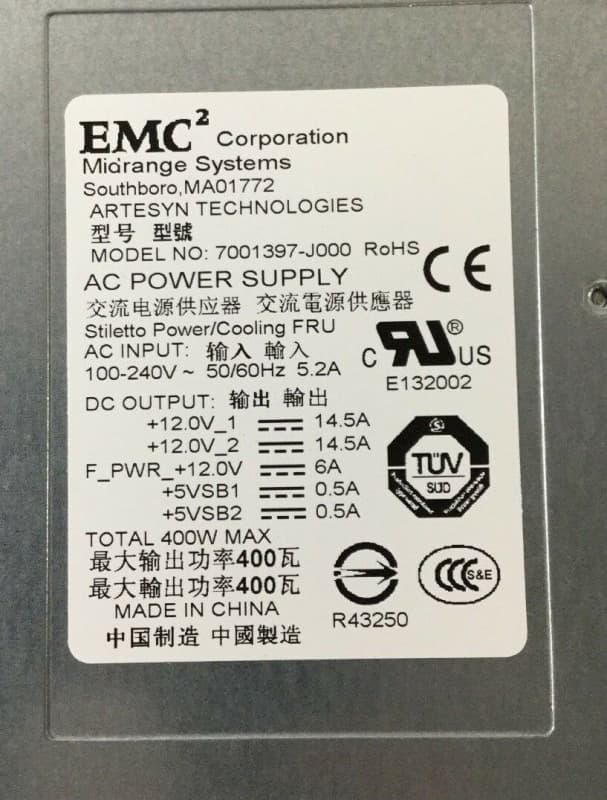 EMC² Corporation
Midrange Systems
Southboro,MA01772
ARTESYN TECHNOLOGIES
型号 型號
MODEL NO: 7001397-J000 RoHS
CE
AC POWER SUPPLY
交流电源供应器 交流電源供應器
Stiletto Power/Cooling FRU
AC INPUT: 输入 輸入
100-240V ~ 50/60Hz 5.2A
C RU ® US
E132002
DC OUTPUT: 输出 輸出
+12.0V_1 14.5A
+12.0V_2 14.5A
F_PWR_+12.0V 6A
+5VSB1 0.5A
+5VSB2 0.5A
TÜV
SÜD
TOTAL 400W MAX
最大输出功率400瓦
最大輸出功率400瓦
MADE IN CHINA
中国制造 中國製造
R43250
CCC S&E